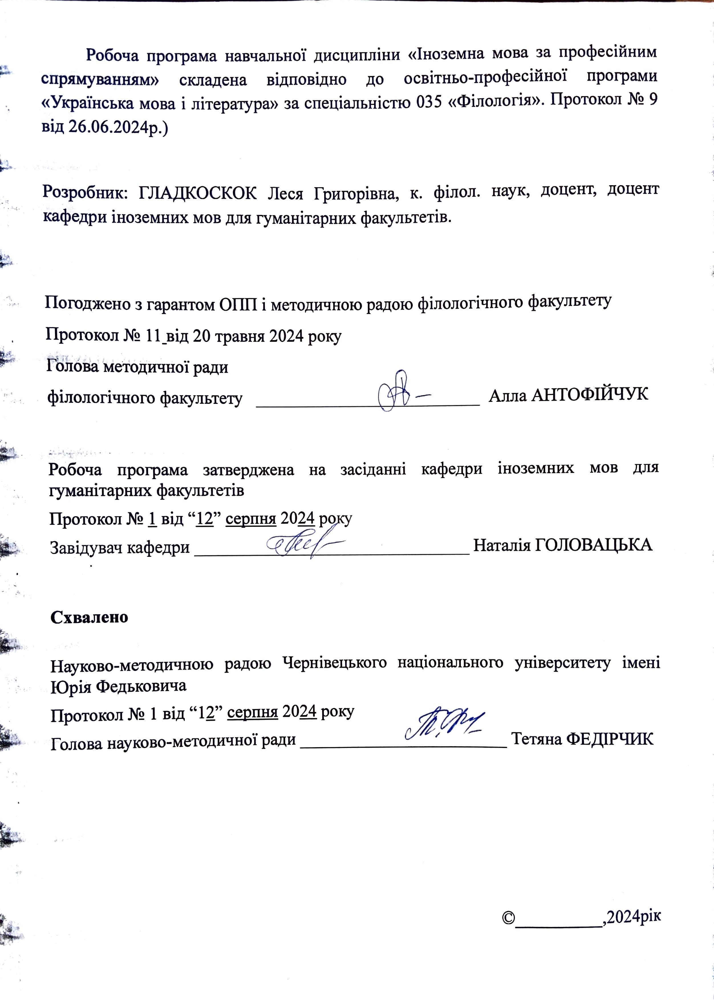 Робоча програма навчальної дисципліни «Іноземна мова за професійним
спрямуванням» складена відповідно до освітньо-професійної програми
«Українська мова і література» за спеціальністю 035 «Філологія». Протокол № 9
від 26.06.2024р.)
Розробник: ГЛАДКОСКОК Леся Григорівна, к. філол. наук, доцент, доцент
кафедри іноземних мов для гуманітарних факультетів.
Погоджено з гарантом ОПП і методичною радою філологічного факультету
Протокол № 11 від 20 травня 2024 року
Голова методичної ради
філологічного факультету ________________________ Алла АНТОФІЙЧУК
Робоча програма затверджена на засіданні кафедри іноземних мов для
гуманітарних факультетів
Протокол № 1 від “12” серпня 2024 року
Завідувач кафедри ______________________________ Наталія ГОЛОВАЦЬКА
Схвалено
Науково-методичною радою Чернівецького національного університету імені
Юрія Федьковича
Протокол № 1 від “12” серпня 2024 року
Голова науково-методичної ради ______________________ Тетяна ФЕДІРЧИК
©_________,2024рік